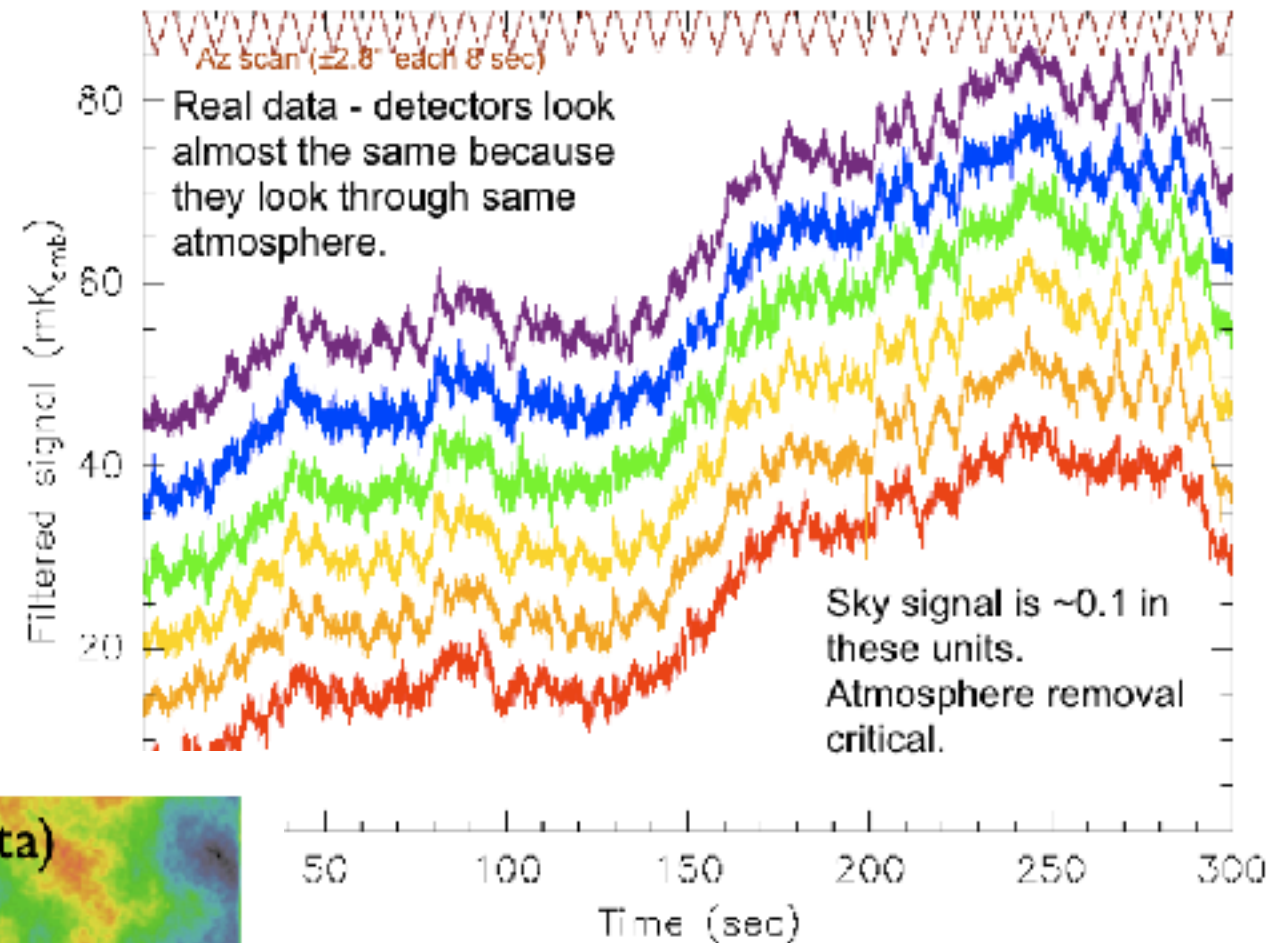 Az scan (±2.8° each 8 sec)
Real data - detectors look
almost the same because
they look through same
atmosphere.
80
60
40
20
Filtered signal (mK_cmb)
Sky signal is ~0.1 in
these units.
Atmosphere removal
critical.
ta)
50 100 150 200 250 300
Time (sec)